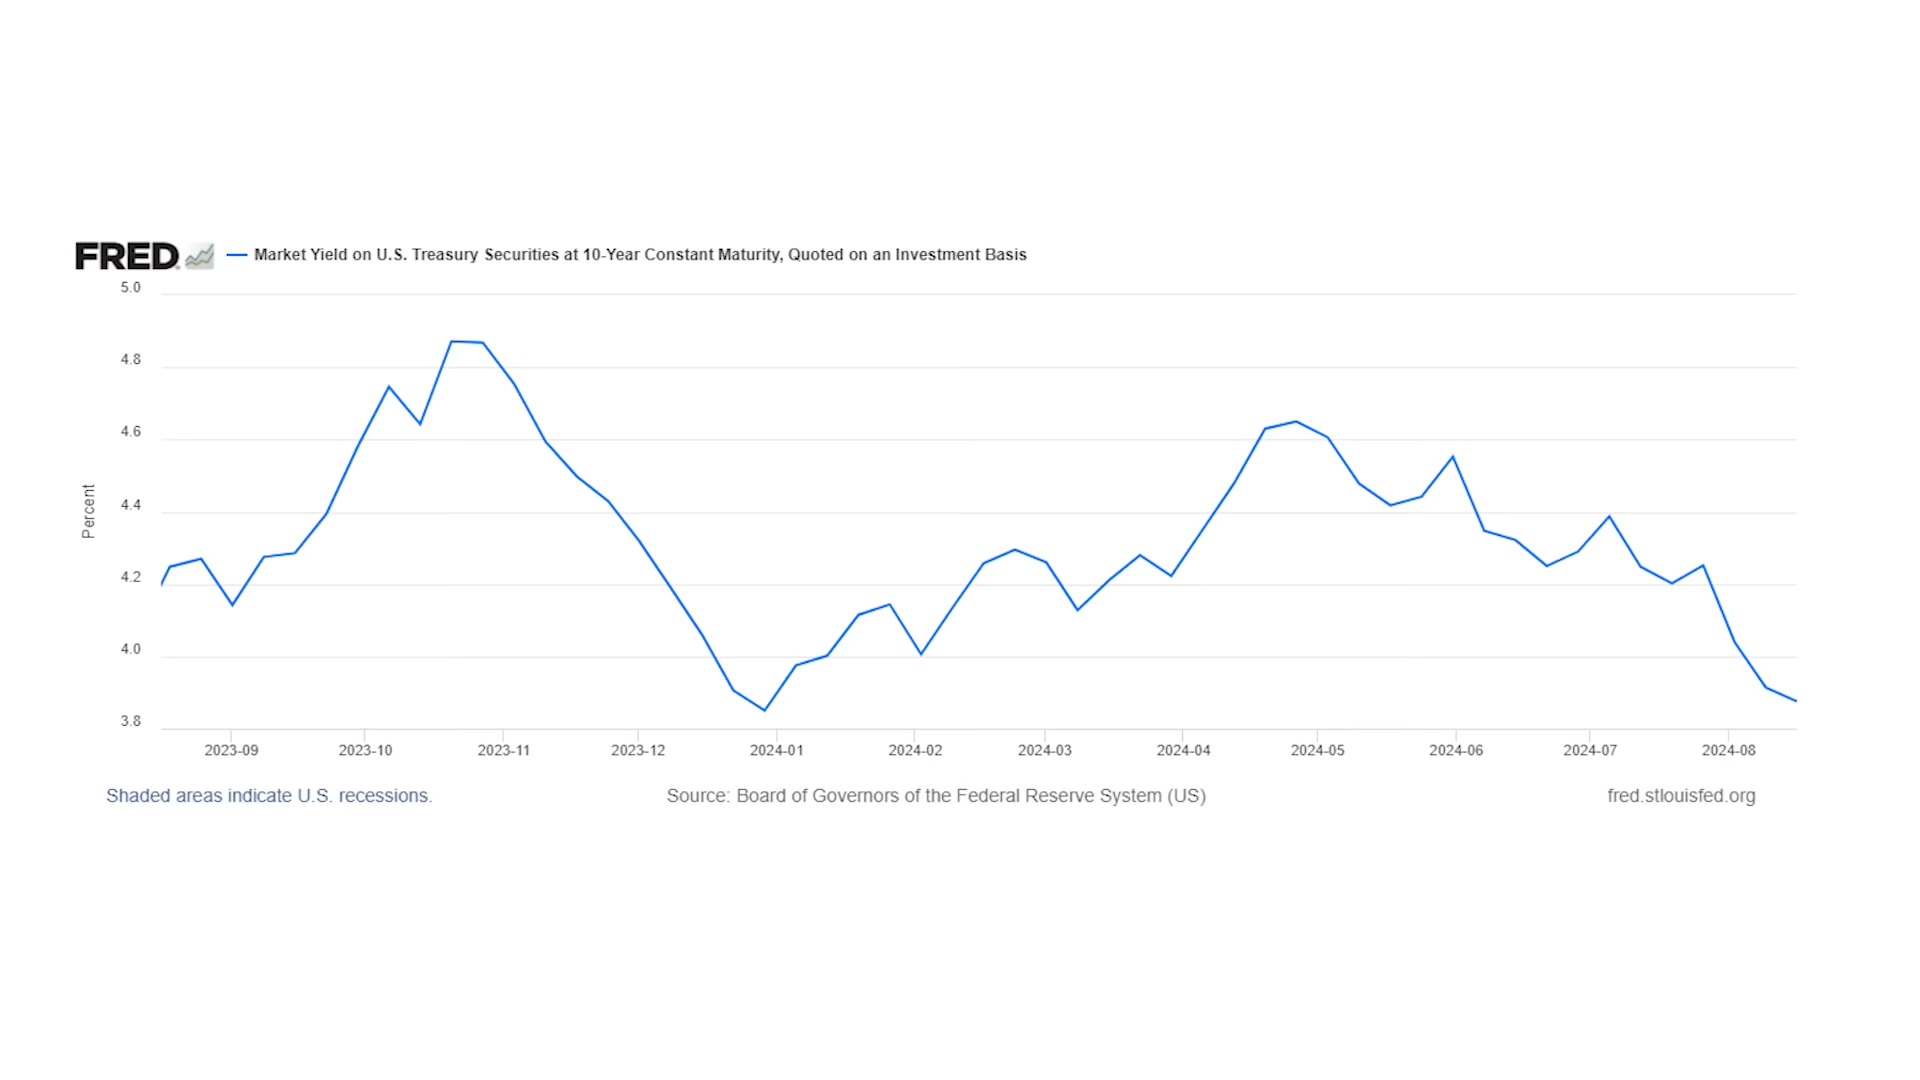 FRED
Market Yield on U.S. Treasury Securities at 10-Year Constant Maturity, Quoted on an Investment Basis
5.0
4.8
4.6
4.4
4.2
4.0
3.8
Percent
2023-09 2023-10 2023-11 2023-12 2024-01 2024-02 2024-03 2024-04 2024-05 2024-06 2024-07 2024-08
Shaded areas indicate U.S. recessions.
Source: Board of Governors of the Federal Reserve System (US)
fred.stlouisfed.org